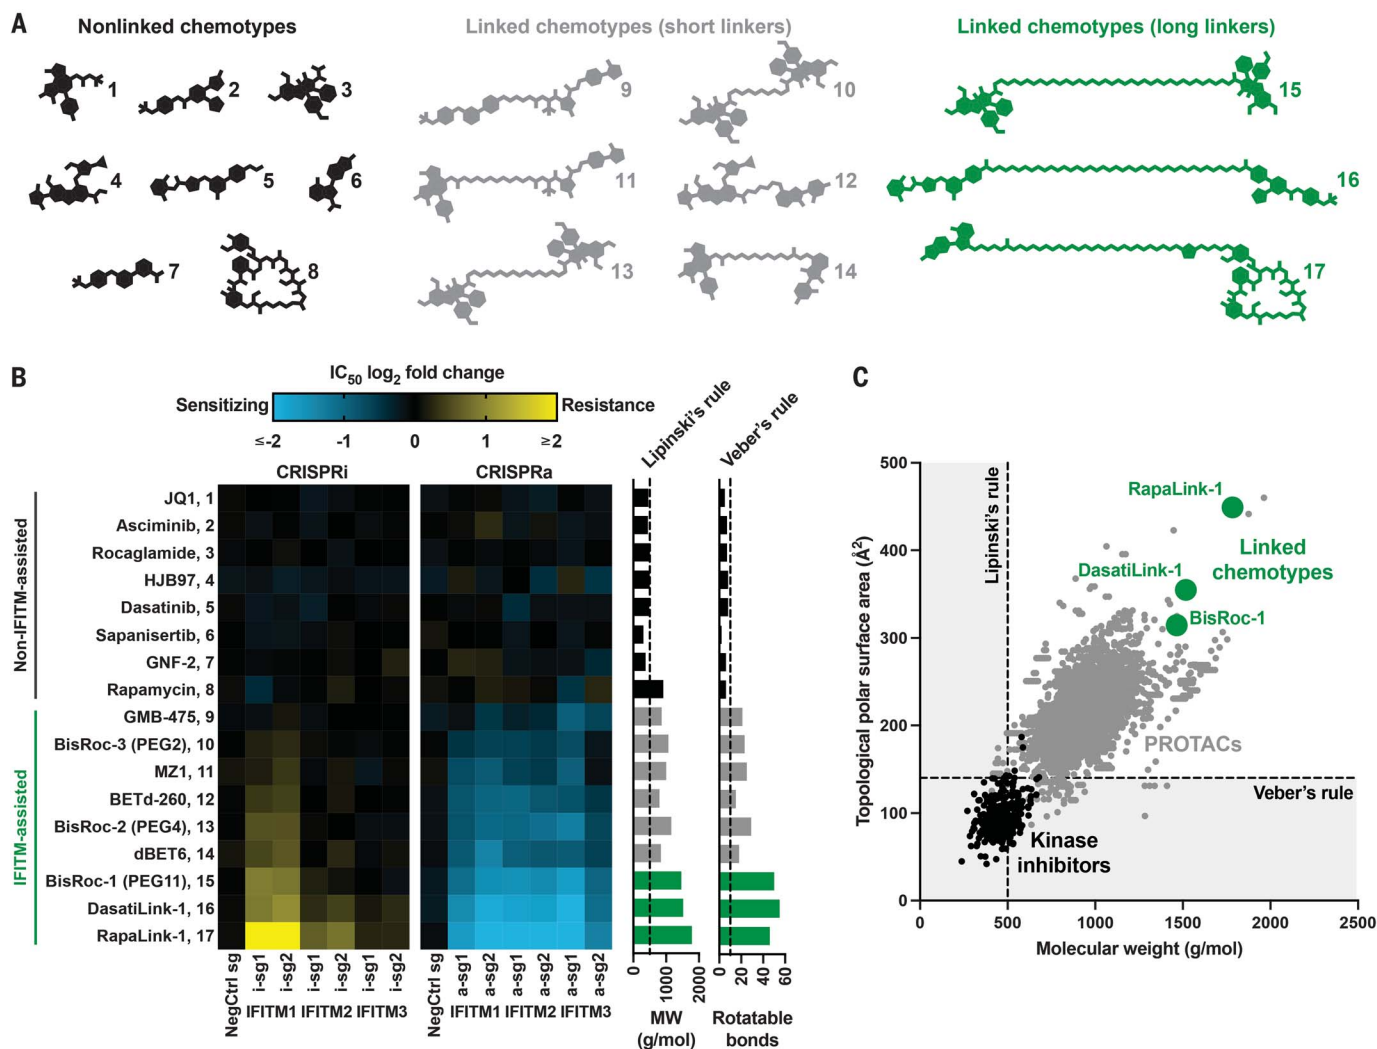 A
Nonlinked chemotypes
Linked chemotypes (short linkers)
Linked chemotypes (long linkers)
1
2
3
9
10
15
4
5
6
11
12
16
7
8
13
14
17
B
IC50 log2 fold change
Sensitizing
Resistance
≤-2
-1
0
1
≥2
CRISPRi
CRISPRa
Lipinski's rule
Veber's rule
Non-IFITM-assisted
JQ1, 1
Asciminib, 2
Rocaglamide, 3
HJB97, 4
Dasatinib, 5
Sapanisertib, 6
GNF-2, 7
Rapamycin, 8
IFITM-assisted
GMB-475, 9
BisRoc-3 (PEG2), 10
MZ1, 11
BETd-260, 12
BisRoc-2 (PEG4), 13
dBET6, 14
BisRoc-1 (PEG11), 15
DasatiLink-1, 16
RapaLink-1, 17
NegCtrl sg
i-sg1
i-sg2
i-sg1
i-sg2
i-sg1
i-sg2
IFITM1 IFITM2 IFITM3
NegCtrl sg
a-sg1
a-sg2
a-sg1
a-sg2
a-sg1
a-sg2
IFITM1 IFITM2 IFITM3
0
1000
2000
MW
(g/mol)
0
20
40
60
Rotatable
bonds
C
Topological polar surface area (Å2)
500
400
300
200
100
0
Lipinski's rule
RapaLink-1
Linked
chemotypes
DasatiLink-1
BisRoc-1
PROTACs
Veber's rule
Kinase
inhibitors
0
500
1000
1500
2000
2500
Molecular weight (g/mol)